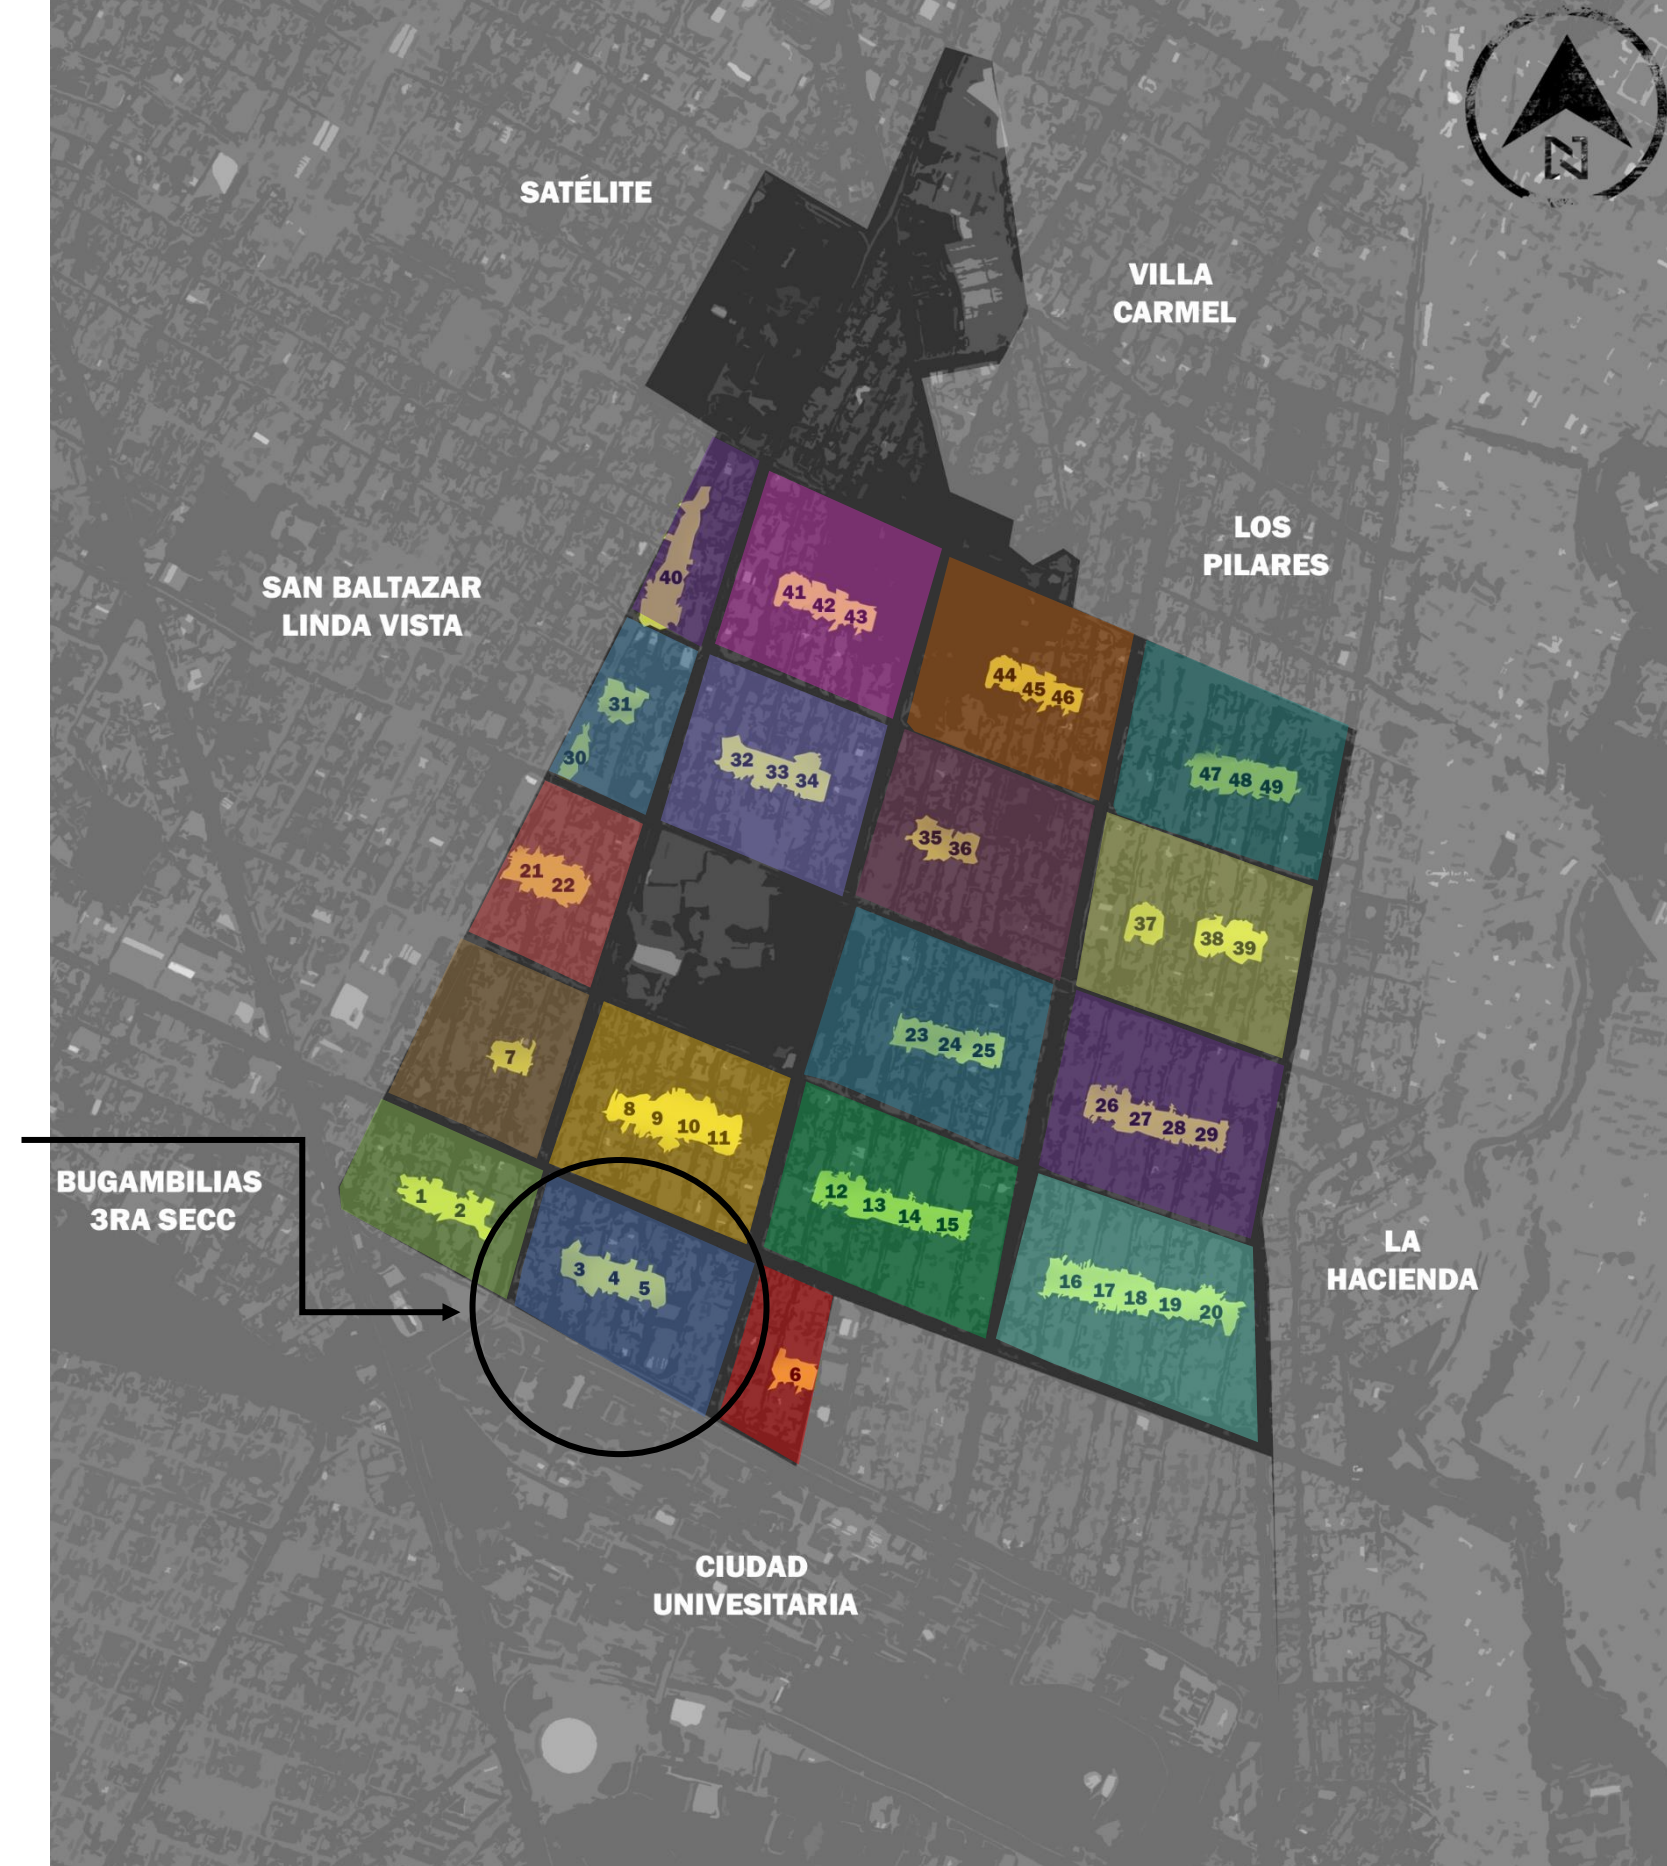 N
SATÉLITE
VILLA
CARMEL
LOS
PILARES
SAN BALTAZAR
LINDA VISTA
40
41 42 43
44 45 46
47 48 49
31
30
32 33 34
35 36
37 38 39
21 22
23 24 25
26 27 28 29
7
8 9 10 11
12 13 14 15
16 17 18 19 20
1 2
3 4 5
6
BUGAMBILIAS
3RA SECC
LA
HACIENDA
CIUDAD
UNIVESITARIA